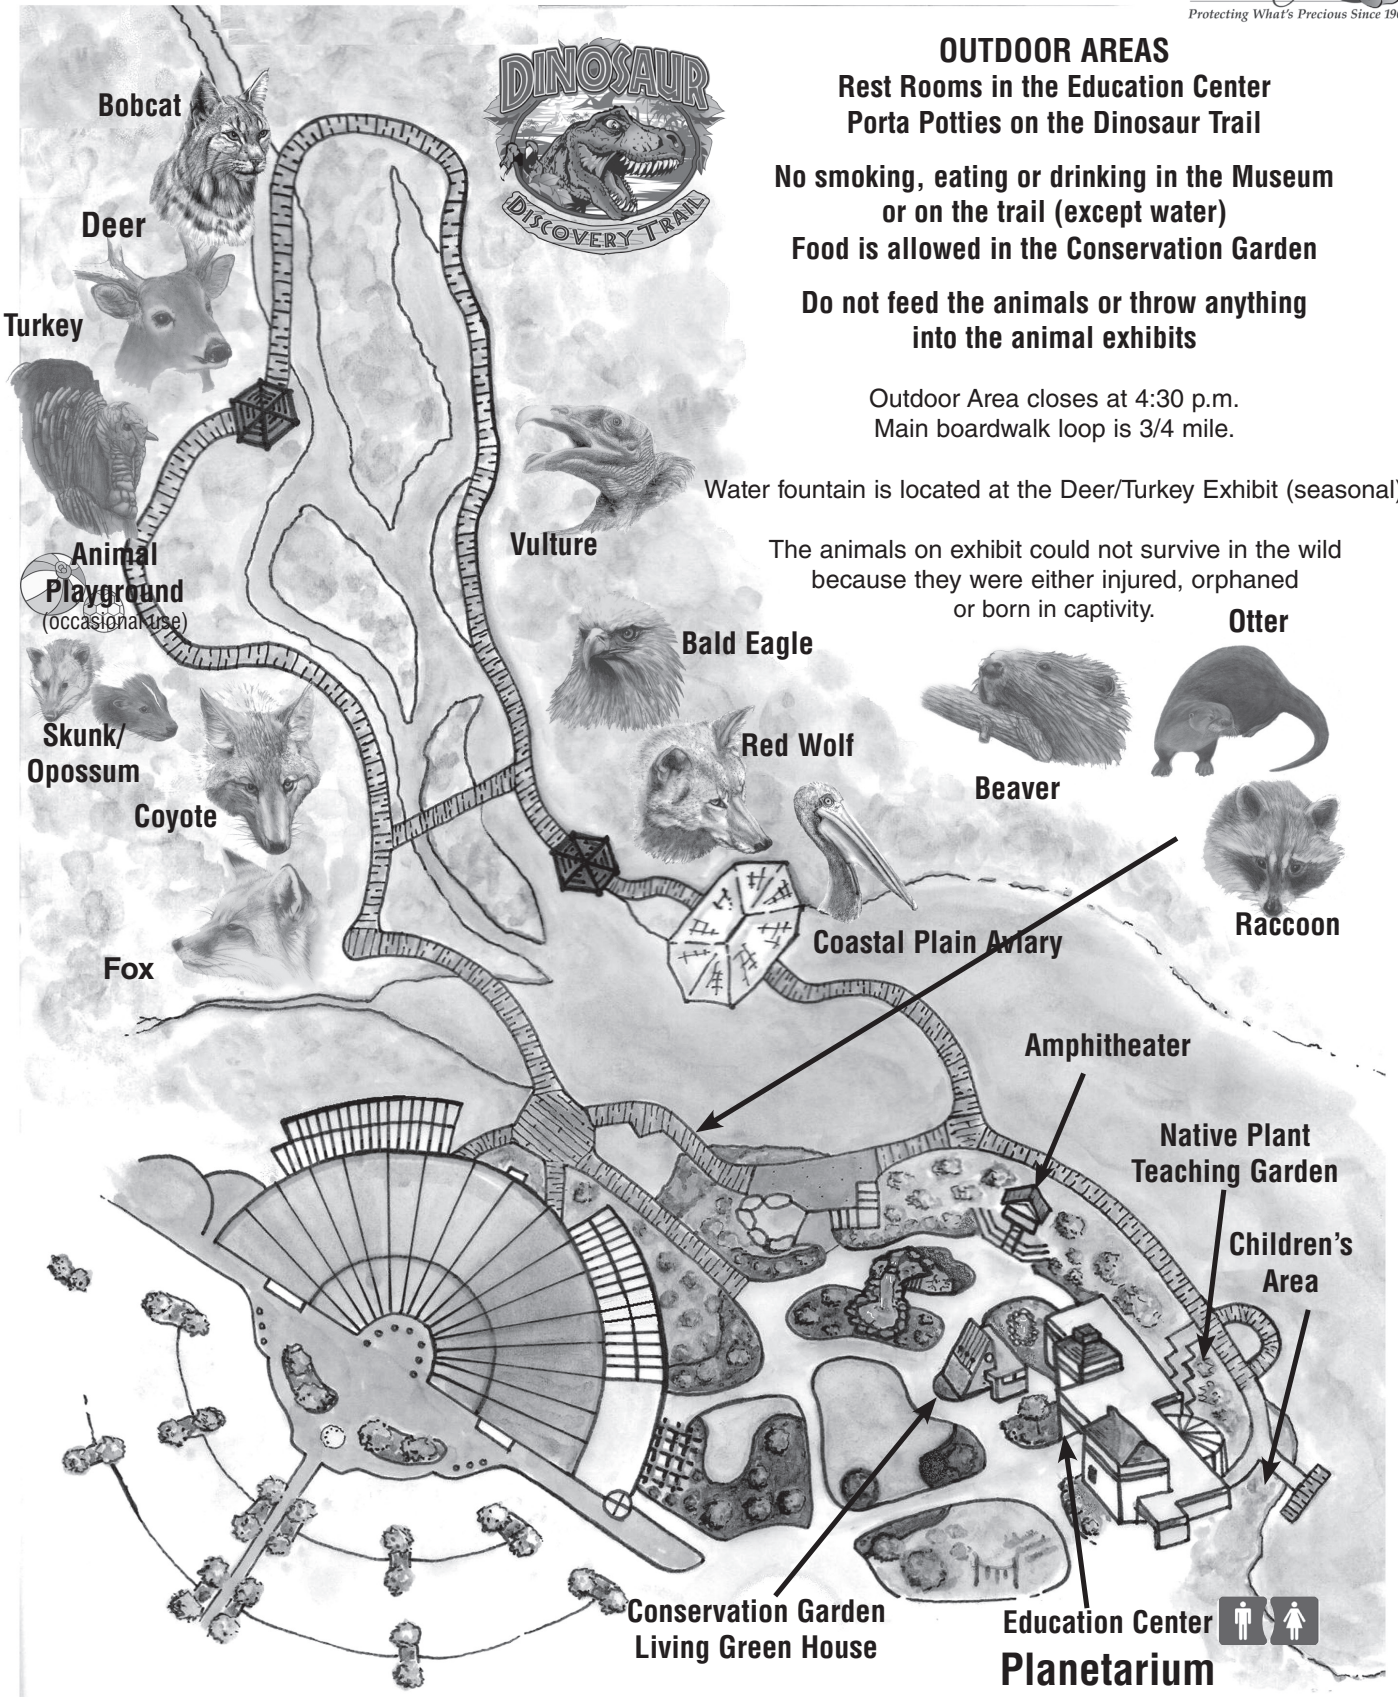 Protecting What's Precious Since
OUTDOOR AREAS
Rest Rooms in the Education Center
Porta Potties on the Dinosaur Trail
No smoking, eating or drinking in the Museum
or on the trail (except water)
Food is allowed in the Conservation Garden
Do not feed the animals or throw anything
into the animal exhibits
Outdoor Area closes at 4:30 p.m.
Main boardwalk loop is 3/4 mile.
Water fountain is located at the Deer/Turkey Exhibit (seasonal)
The animals on exhibit could not survive in the wild
because they were either injured, orphaned
or born in captivity.
DINOSAUR
DISCOVERY TRAIL
Bobcat
Deer
Turkey
Animal
Playground
(occasional use)
Skunk/
Opossum
Coyote
Fox
Vulture
Bald Eagle
Red Wolf
Coastal Plain Aviary
Beaver
Otter
Raccoon
Amphitheater
Native Plant
Teaching Garden
Children's
Area
Conservation Garden
Living Green House
Education Center
Planetarium